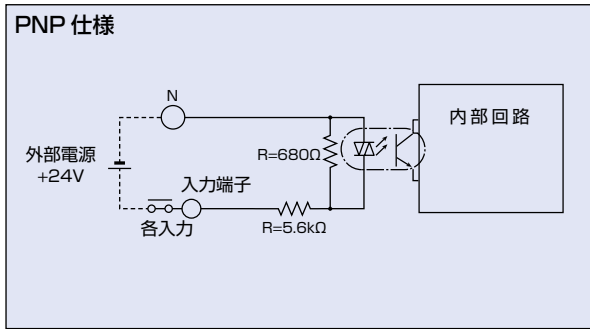 PNP 仕様
N
内部回路
外部電源
+24V
R=680Ω
入力端子
各入力
R=5.6kΩ